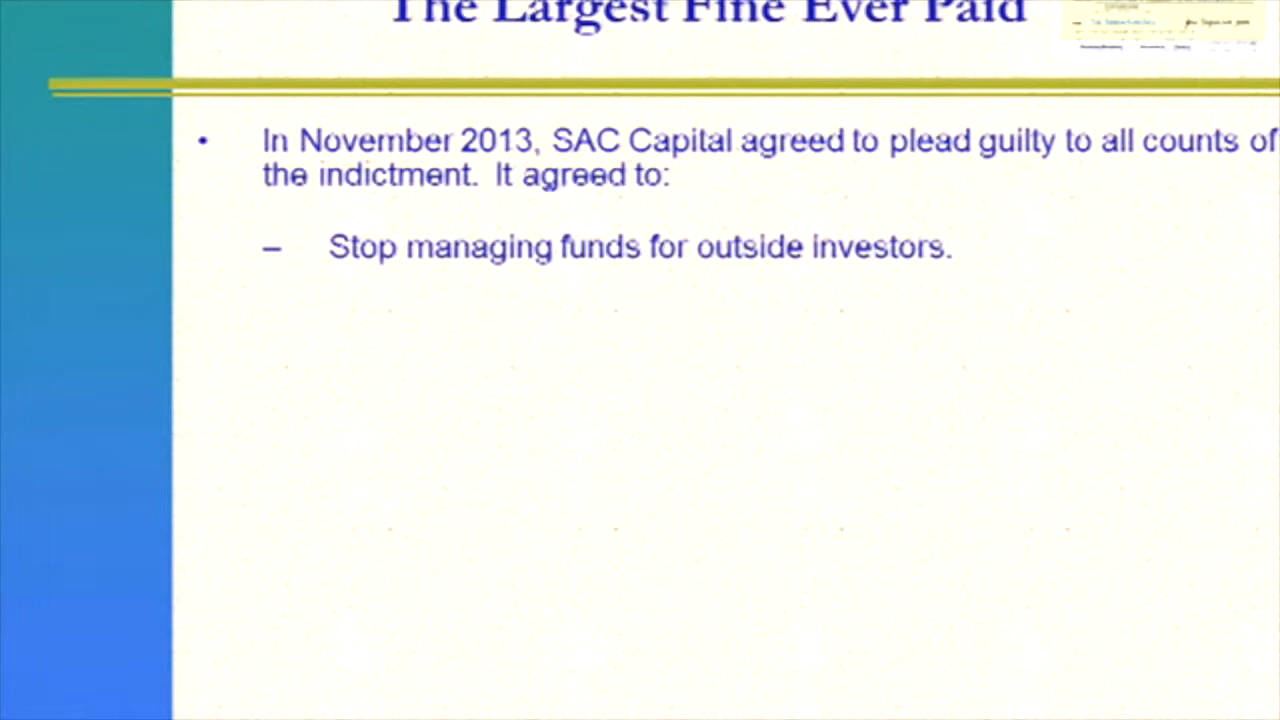 The Largest Fine Ever Paid
• In November 2013, SAC Capital agreed to plead guilty to all counts of
the indictment. It agreed to:
– Stop managing funds for outside investors.